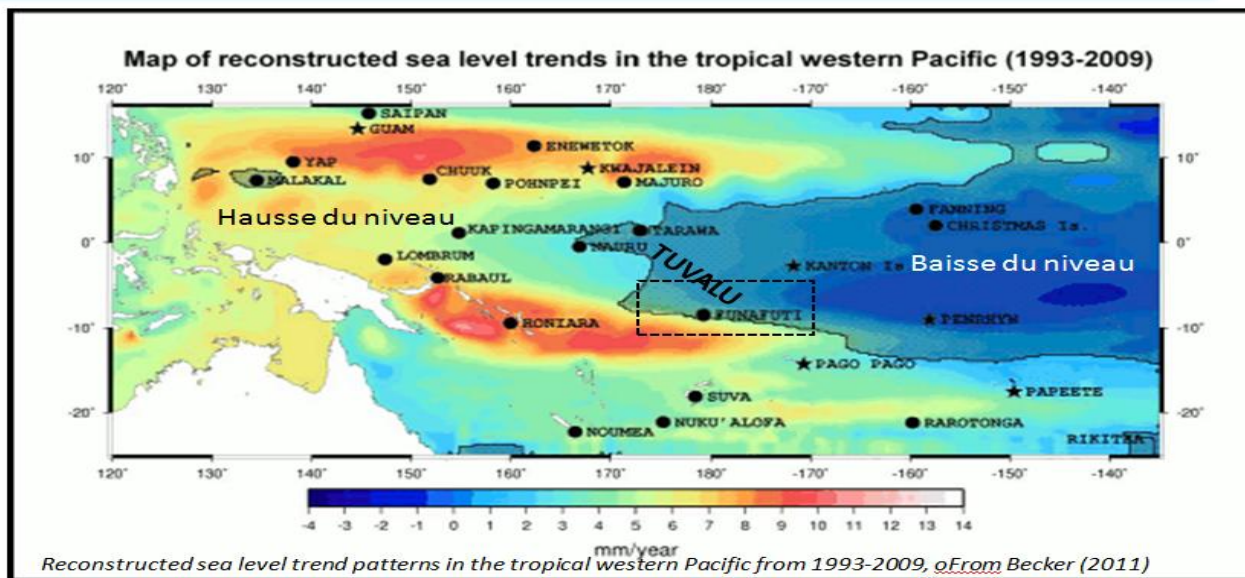 Map of reconstructed sea level trends in the tropical western Pacific (1993-2009)
120 130 140 150 160 170 180 -170 -160 -150 -140
SAIPAN
GUAM
ENEWETOK
10° YAP CHUUK KWAJALEIN 10°
MALAKAL POHNPEI MAJURO
FANNING
Hausse du niveau
KAPINGAMARANGI TARAWA CHRISTMAS Is.
0° NAURU 0°
LOMBRUM TUVALU KANTON Is Baisse du niveau
RABAUL
HONIARA FUNAFUTI PENRHYN
-10° -10°
PAGO PAGO
SUVA PAPEETE
-20° NUKU'ALOFA RAROTONGA -20°
NOUMEA RIKITEA
120 130 140 150 160 170 180 -170 -160 -150 -140
-4 -3 -2 -1 0 1 2 3 4 5 6 7 8 9 10 11 12 13 14
mm/year
Reconstructed sea level trend patterns in the tropical western Pacific from 1993-2009, oFrom Becker (2011)